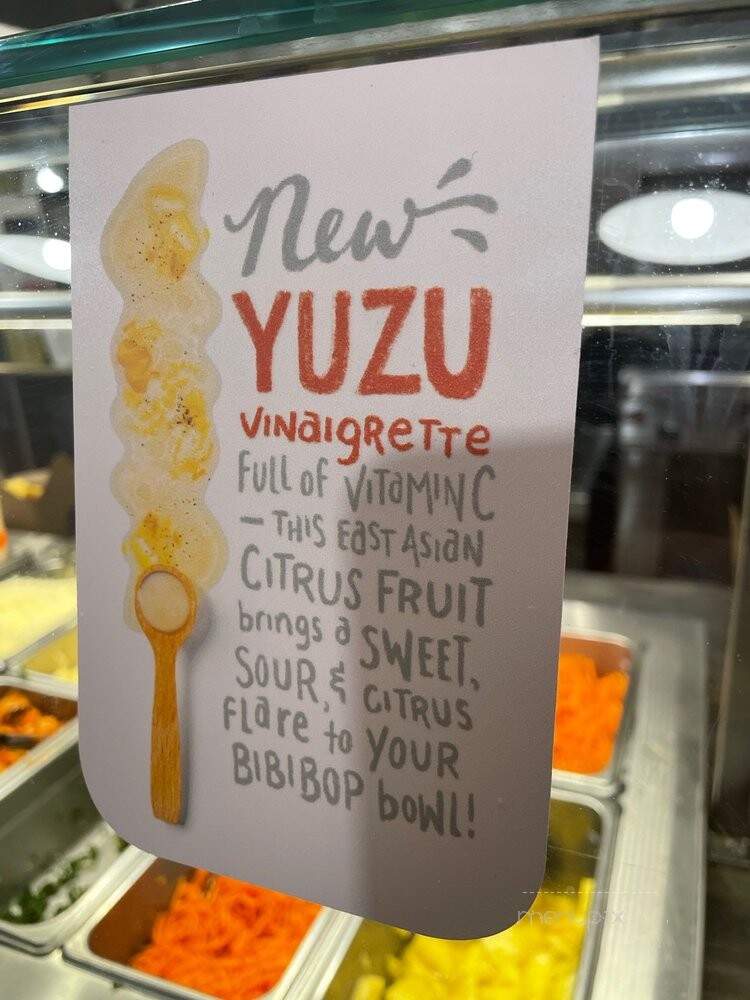 New
YUZU
VINaIGReTTe
FULL OF VITaMIN C
— THIS EaST ASIaN
CITRUS FRUIT
brings a SWEET,
SOUR, & CITRUS
FLare to YOUR
BIBIBOP bOWL!
menupix